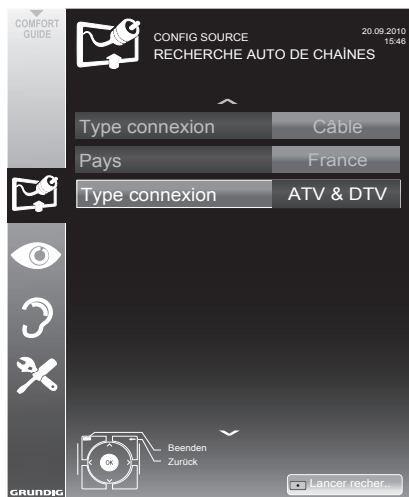 COMFORT
GUIDE
CONFIG SOURCE
20.09.2010
15:46
RECHERCHE AUTO DE CHAÎNES
Type connexion
Câble
Pays
France
Type connexion
ATV & DTV
OK
Beenden
Zurück
Lancer recher..
GRUNDIG